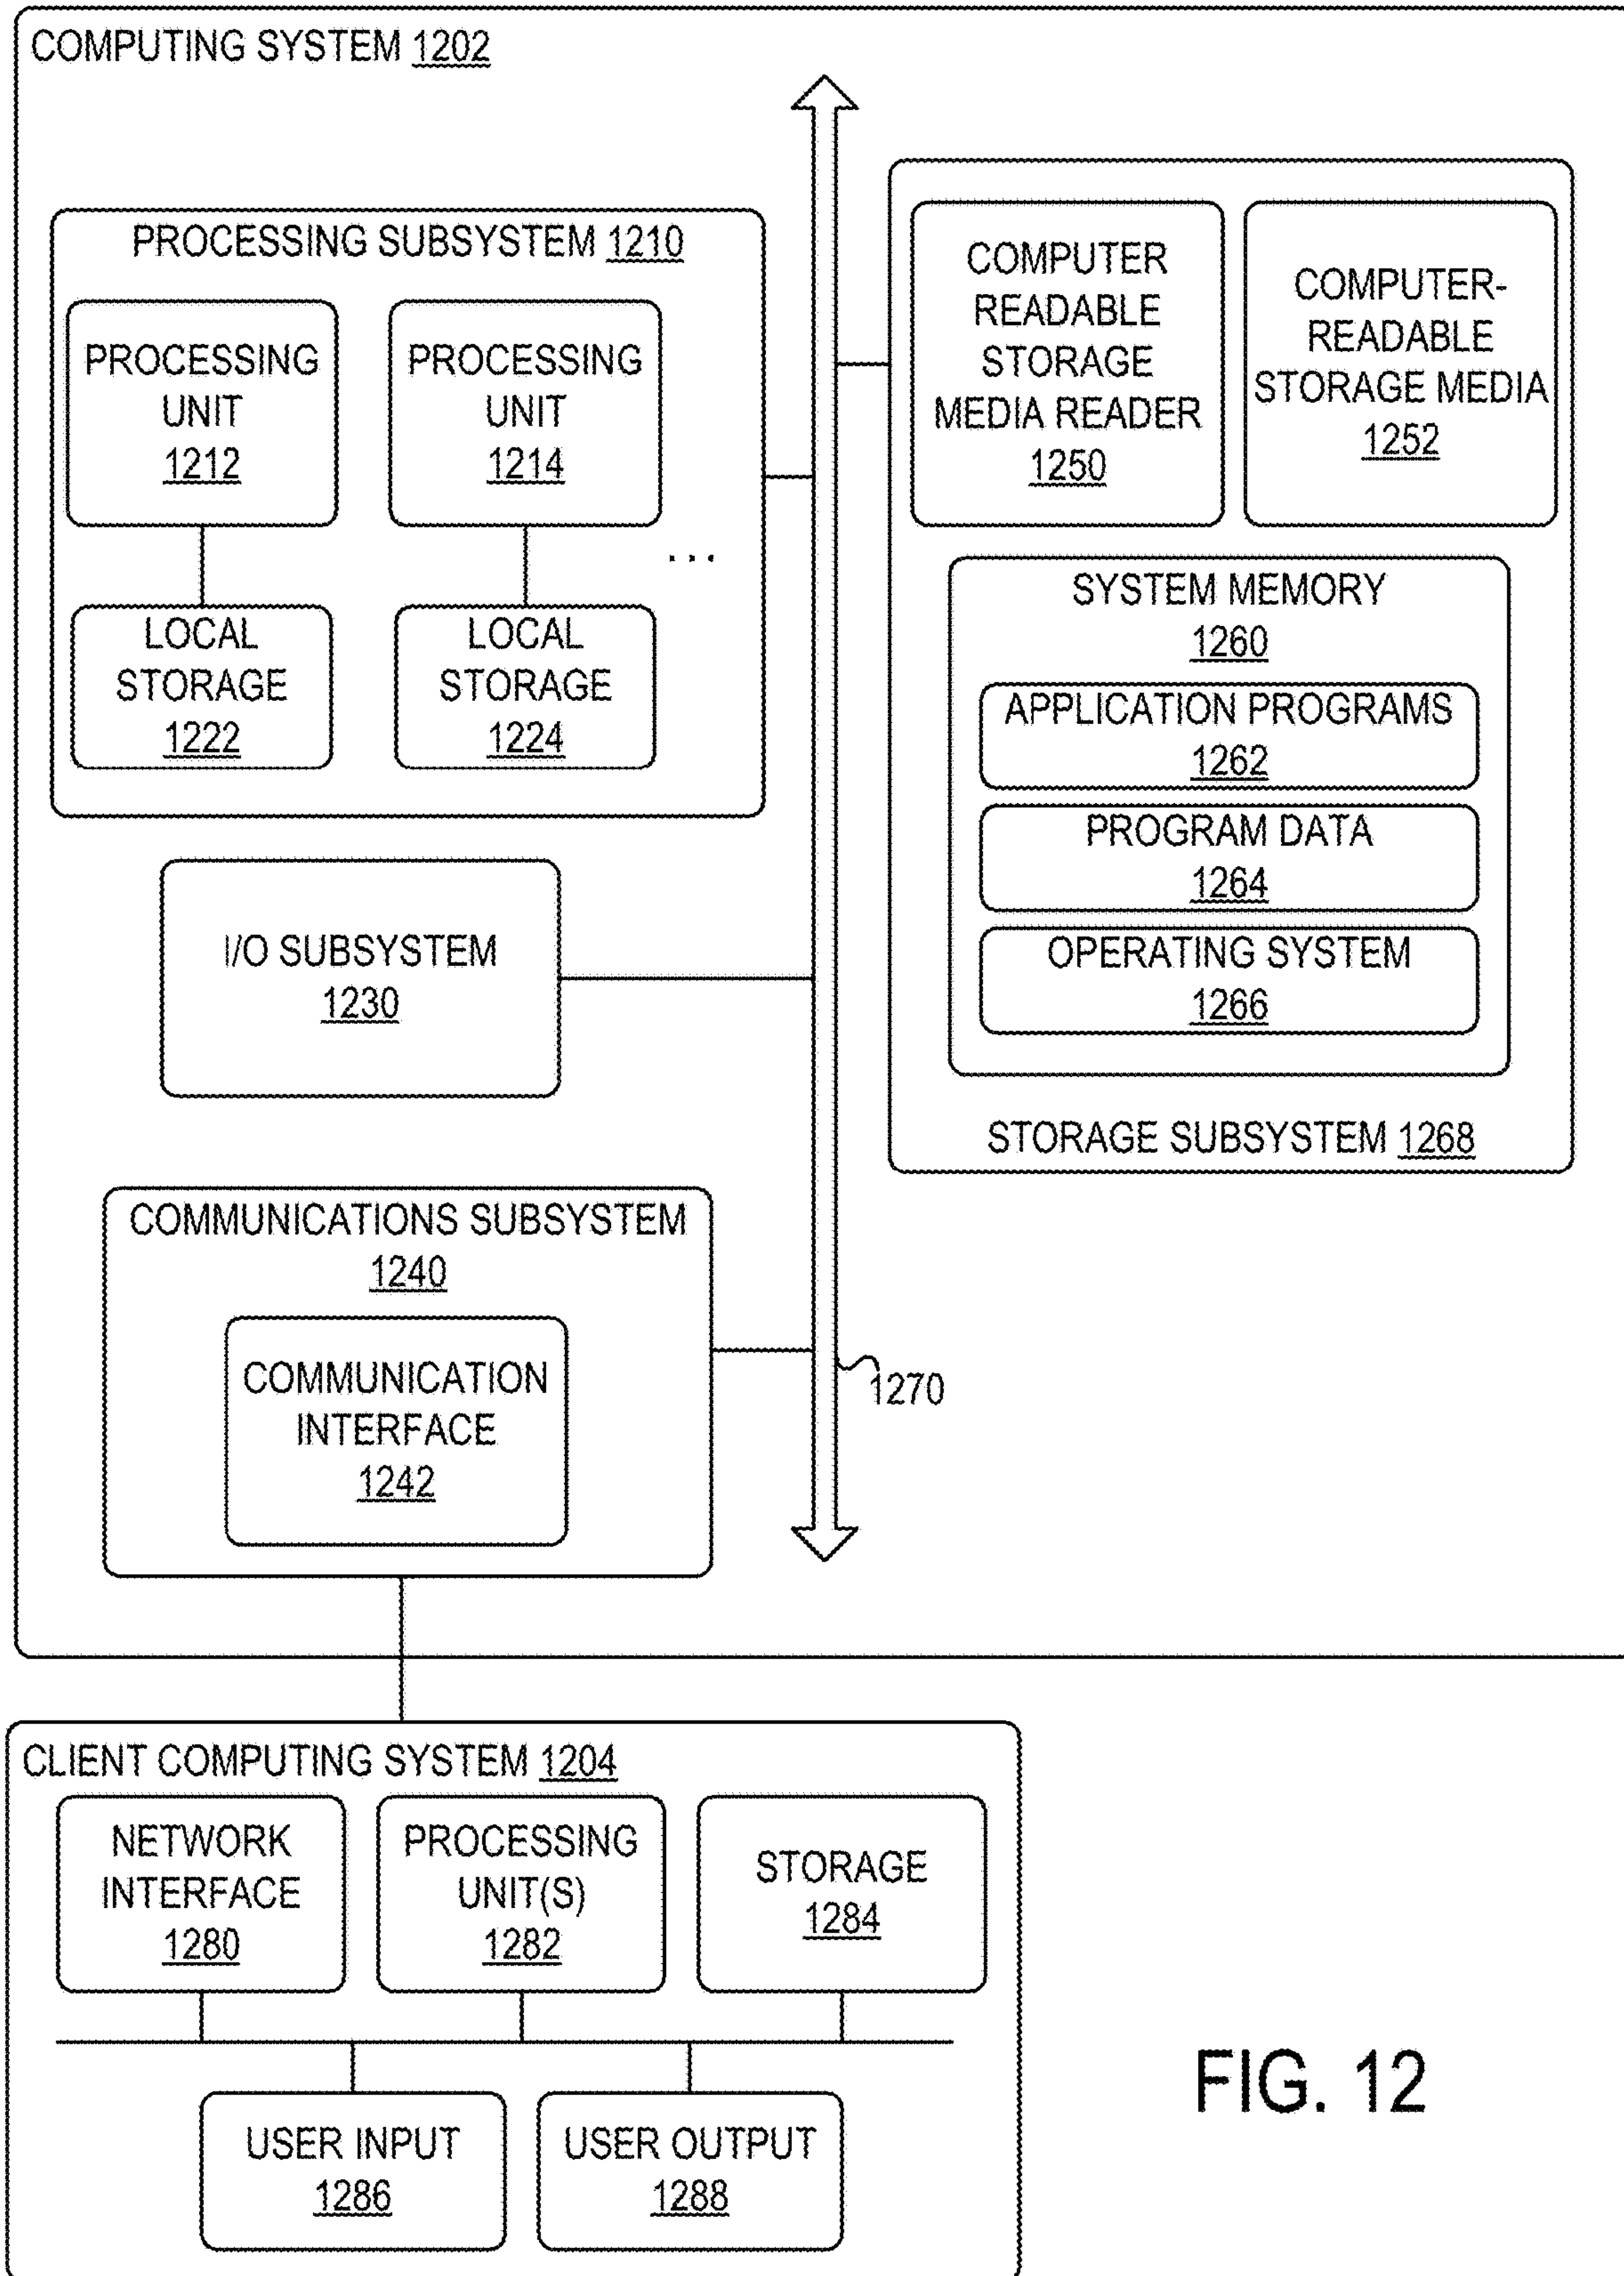 COMPUTING SYSTEM 1202
PROCESSING SUBSYSTEM 1210
PROCESSING
UNIT
1212
PROCESSING
UNIT
1214
...
LOCAL
STORAGE
1222
LOCAL
STORAGE
1224
I/O SUBSYSTEM
1230
COMMUNICATIONS SUBSYSTEM
1240
COMMUNICATION
INTERFACE
1242
COMPUTER
READABLE
STORAGE
MEDIA READER
1250
COMPUTER-
READABLE
STORAGE MEDIA
1252
SYSTEM MEMORY
1260
APPLICATION PROGRAMS
1262
PROGRAM DATA
1264
OPERATING SYSTEM
1266
STORAGE SUBSYSTEM 1268
1270
CLIENT COMPUTING SYSTEM 1204
NETWORK
INTERFACE
1280
PROCESSING
UNIT(S)
1282
STORAGE
1284
USER INPUT
1286
USER OUTPUT
1288
FIG. 12